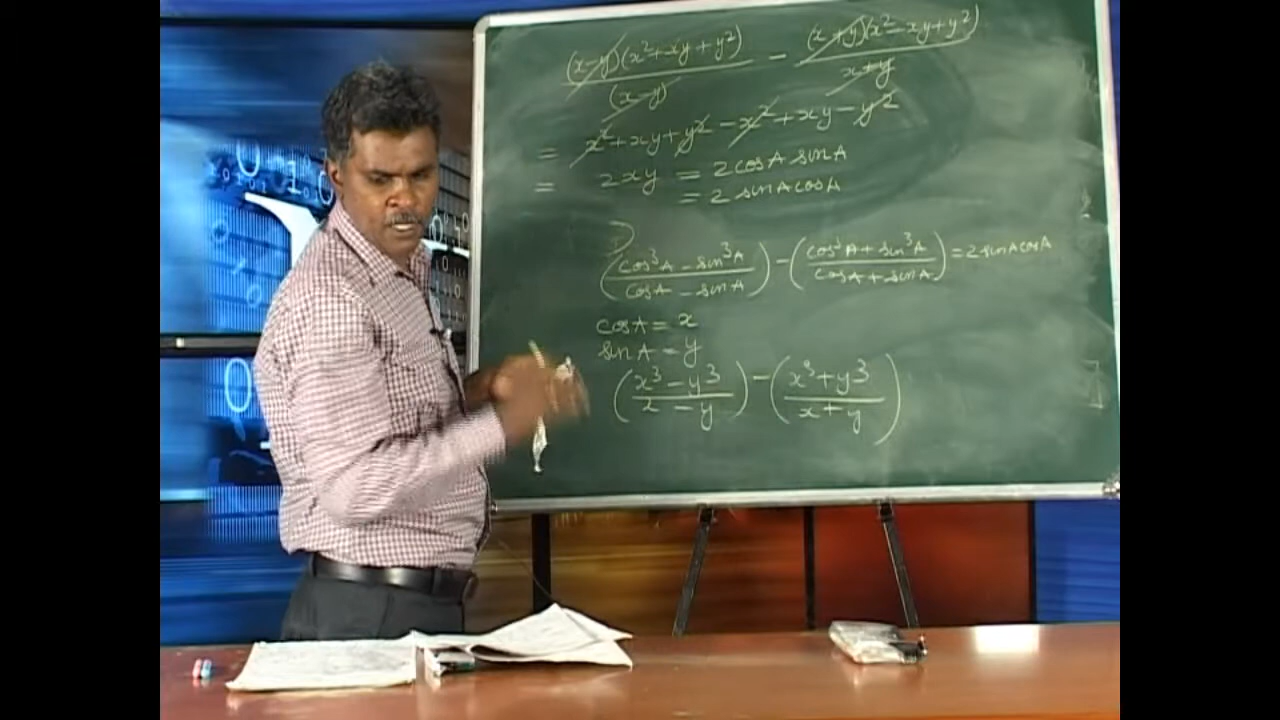 (x-y)(x²+xy+y²)/(x-y) - (x+y)(x²-xy+y²)/x+y
= x²+xy+y²-x²+xy-y²
= 2xy = 2cosA sinA
= 2 sinA cosA
(cos³A - sin³A/cosA - sinA) - (cos³A + sin³A/cosA + sinA) = 2 sinA cosA
cosA = x
sinA = y
(x³-y³/x-y) - (x³+y³/x+y)